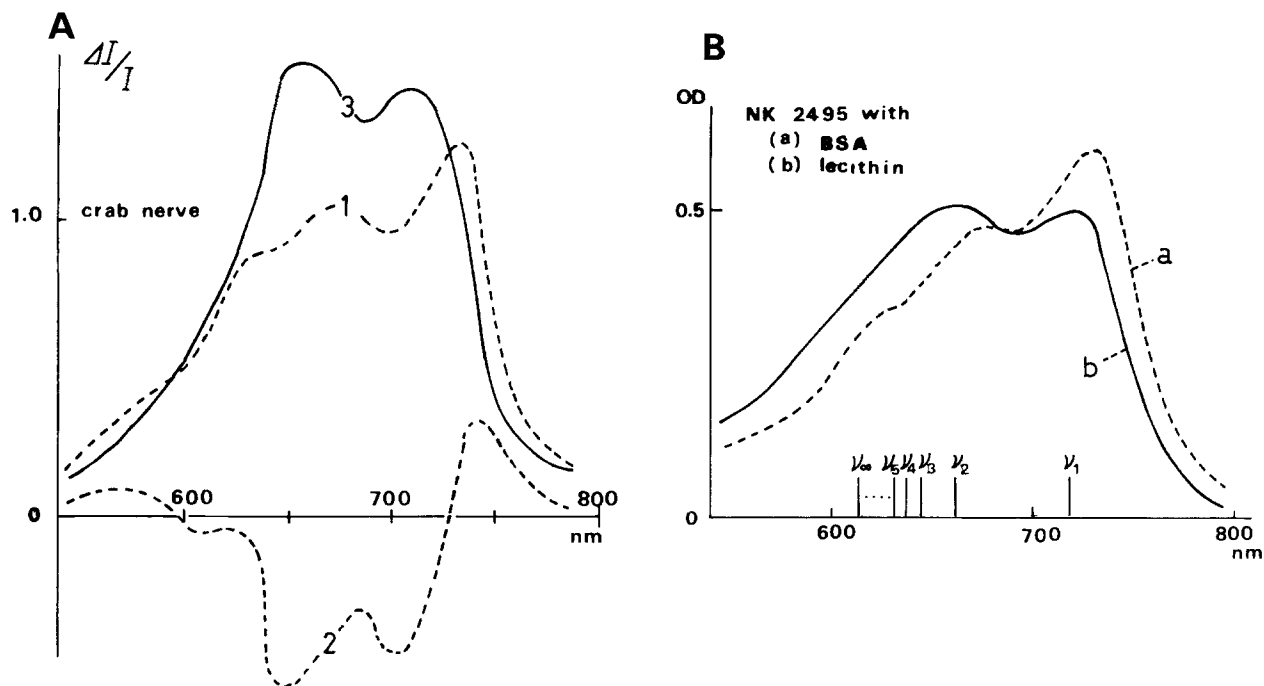 A
ΔI/I
3
1
1.0
crab nerve
600
700
800
0
nm
2
B
OD
NK 2495 with
(a) BSA
(b) lecithin
0.5
a
b
ν∞ ν5 ν4 ν3 ν2 ν1
0
600
700
800
nm